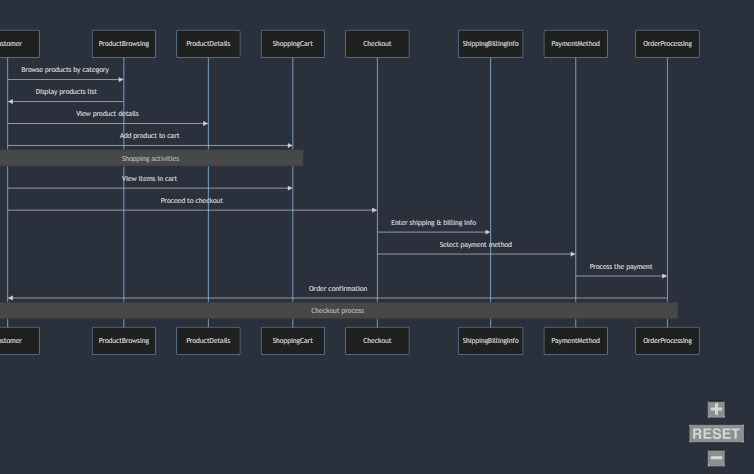 ustomer ProductBrowsing ProductDetails ShoppingCart Checkout ShippingBillingInfo PaymentMethod OrderProcessing
Browse products by category
Display products list
View product details
Add product to cart
Shopping activities
View items in cart
Proceed to checkout
Enter shipping & billing info
Select payment method
Process the payment
Order confirmation
Checkout process
ustomer ProductBrowsing ProductDetails ShoppingCart Checkout ShippingBillingInfo PaymentMethod OrderProcessing
+
RESET
−